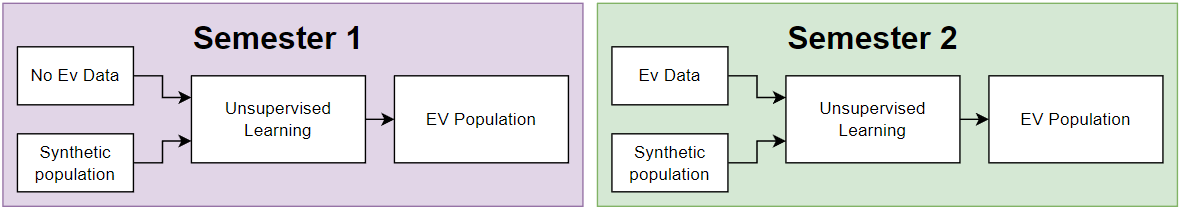 Semester 1
No Ev Data
Synthetic
population
Unsupervised
Learning
EV Population
Semester 2
Ev Data
Synthetic
population
Unsupervised
Learning
EV Population